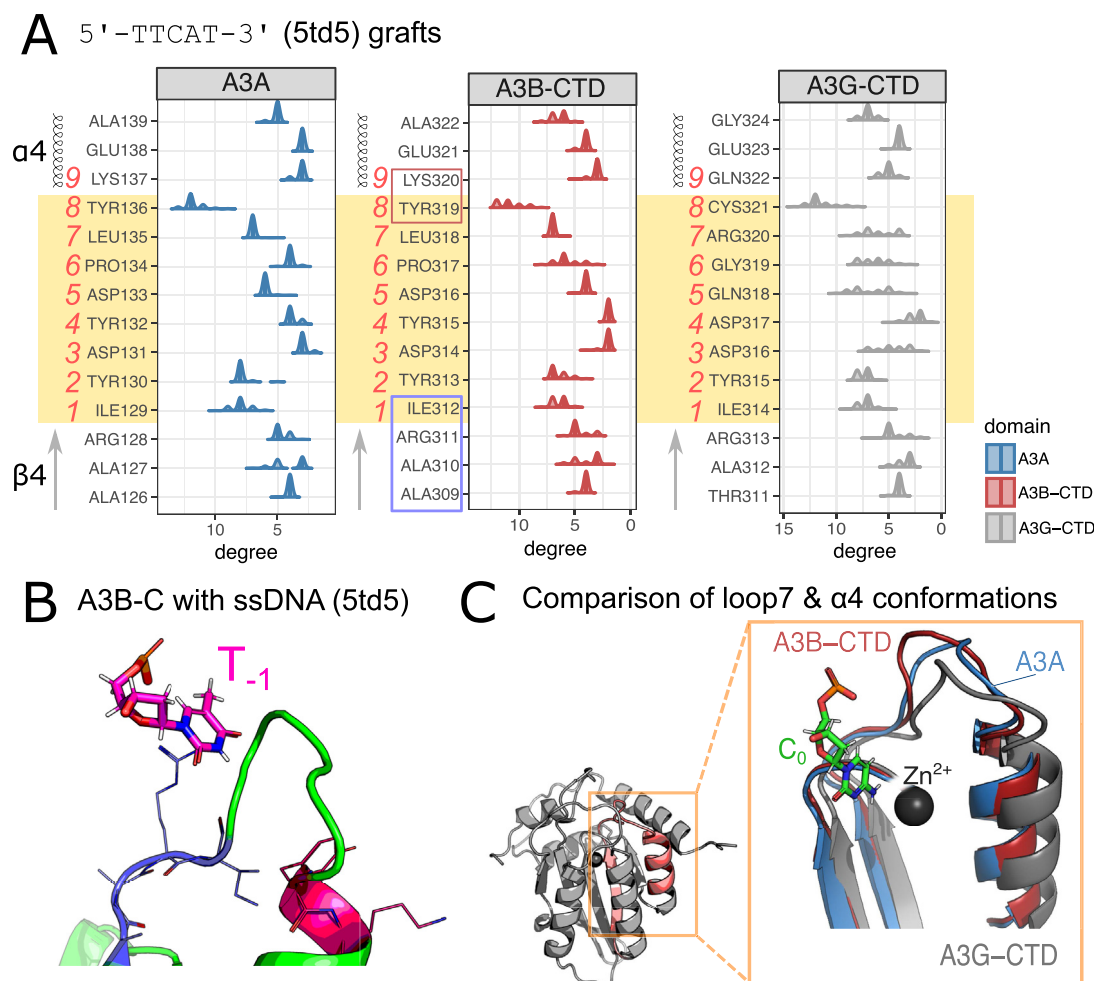 A 5'-TTCAT-3' (5td5) grafts
A3A
α4
ALA139
GLU138
9 LYS137
8 TYR136
7 LEU135
6 PRO134
5 ASP133
4 TYR132
3 ASP131
2 TYR130
1 ILE129
β4
ARG128
ALA127
ALA126
10 5
degree
A3B-CTD
ALA322
GLU321
9 LYS320
8 TYR319
7 LEU318
6 PRO317
5 ASP316
4 TYR315
3 ASP314
2 TYR313
1 ILE312
ARG311
ALA310
ALA309
10 5 0
degree
A3G-CTD
GLY324
GLU323
9 GLN322
8 CYS321
7 ARG320
6 GLY319
5 GLN318
4 ASP317
3 ASP316
2 TYR315
1 ILE314
ARG313
ALA312
THR311
15 10 5 0
degree
domain
A3A
A3B–CTD
A3G–CTD
B A3B-C with ssDNA (5td5)
T-1
C Comparison of loop7 & α4 conformations
A3B–CTD
A3A
C0
Zn2+
A3G–CTD